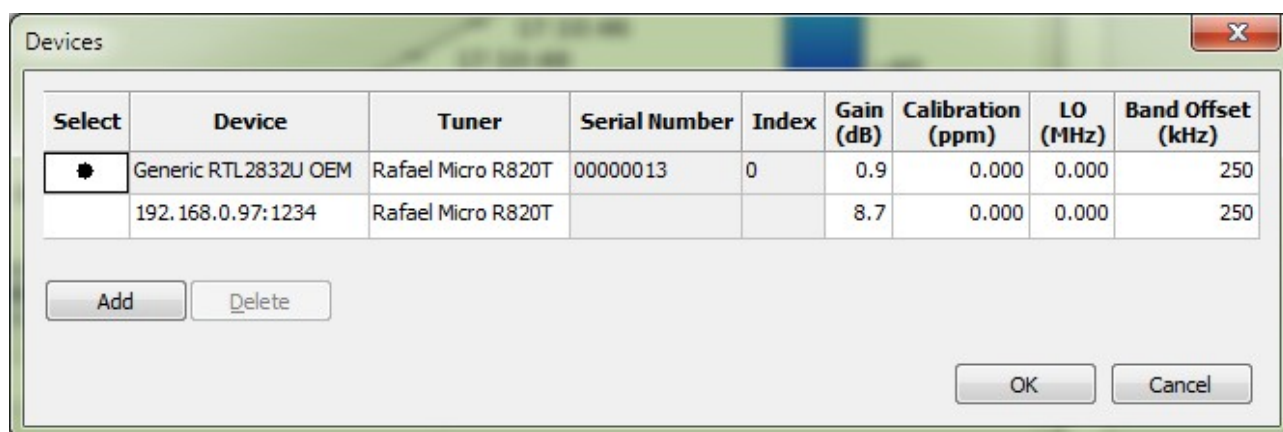 Devices
Select Device Tuner Serial Number Index Gain (dB) Calibration (ppm) LO (MHz) Band Offset (kHz)
Generic RTL2832U OEM Rafael Micro R820T 00000013 0 0.9 0.000 0.000 250
192.168.0.97:1234 Rafael Micro R820T 8.7 0.000 0.000 250
Add Delete
OK Cancel